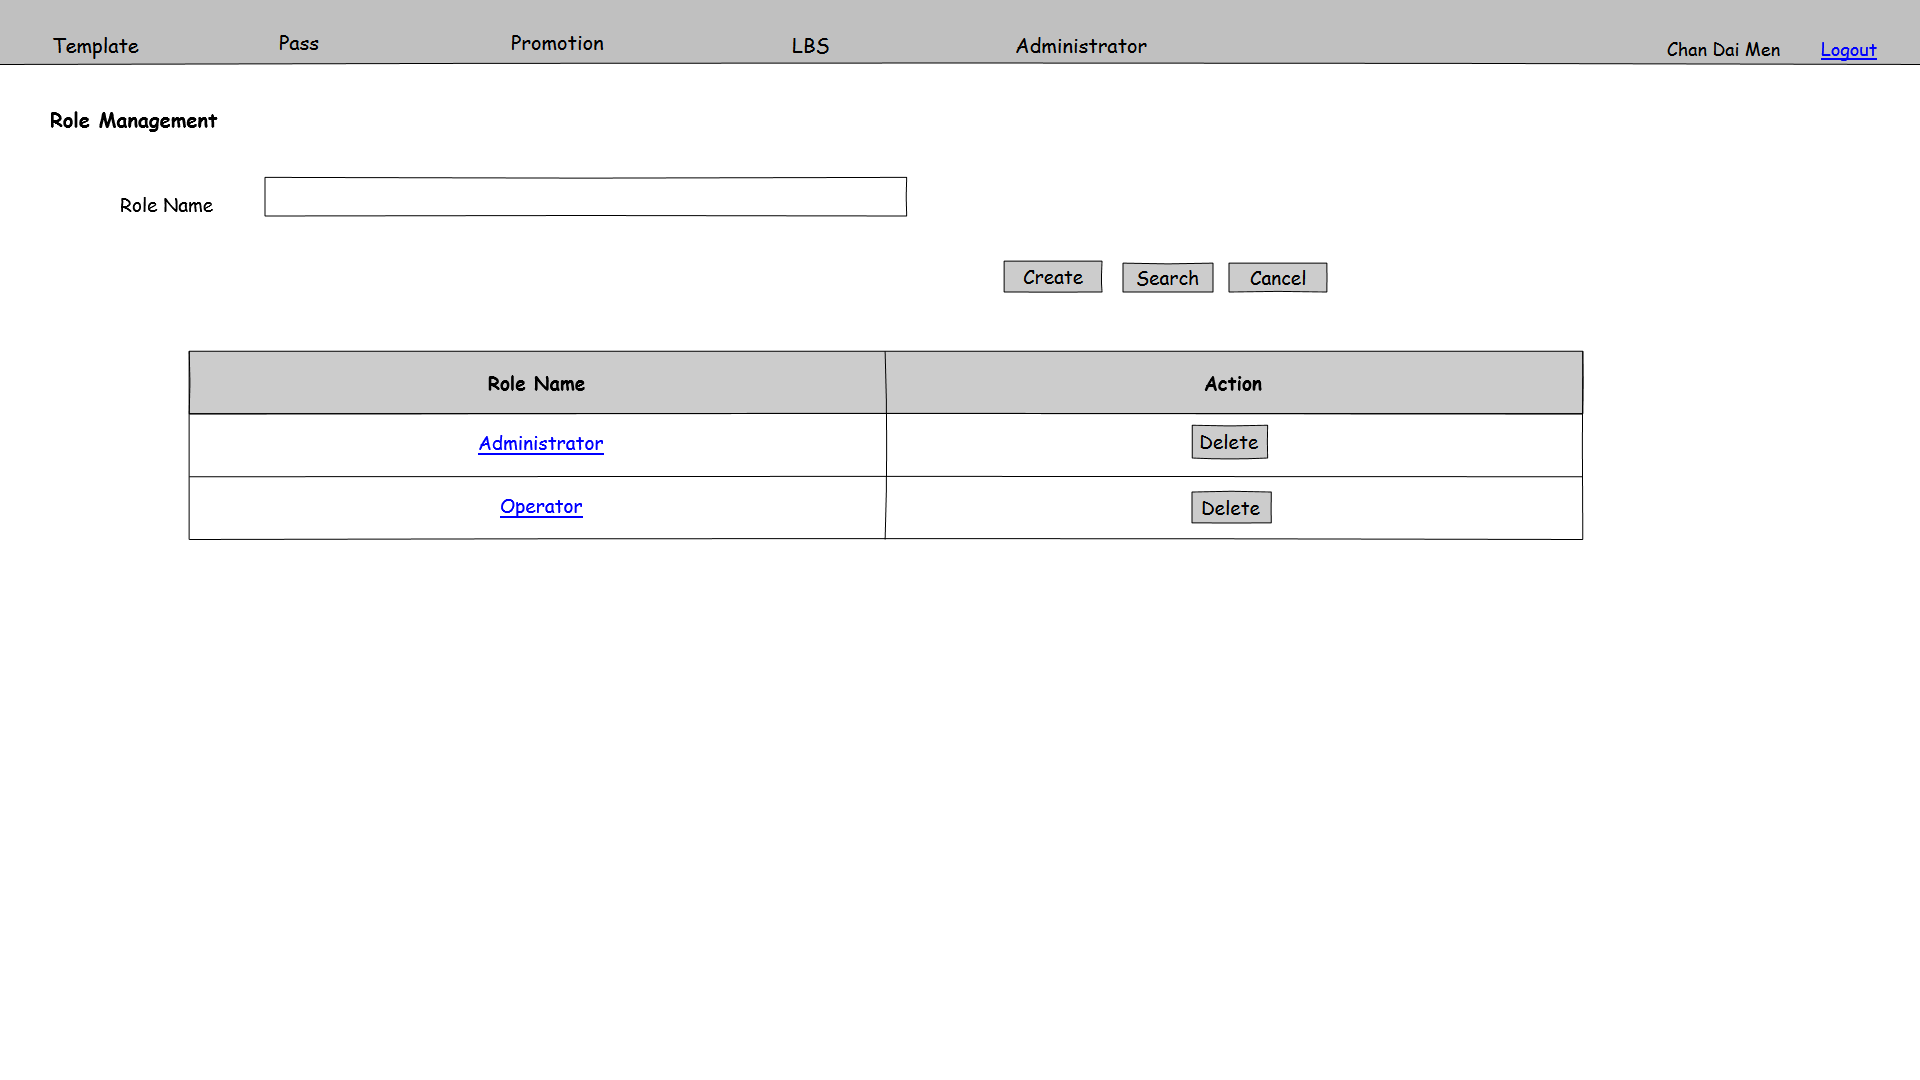 Template Pass Promotion LBS Administrator Chan Dai Men Logout
Role Management
Role Name
Create Search Cancel
Role Name Action
Administrator Delete
Operator Delete